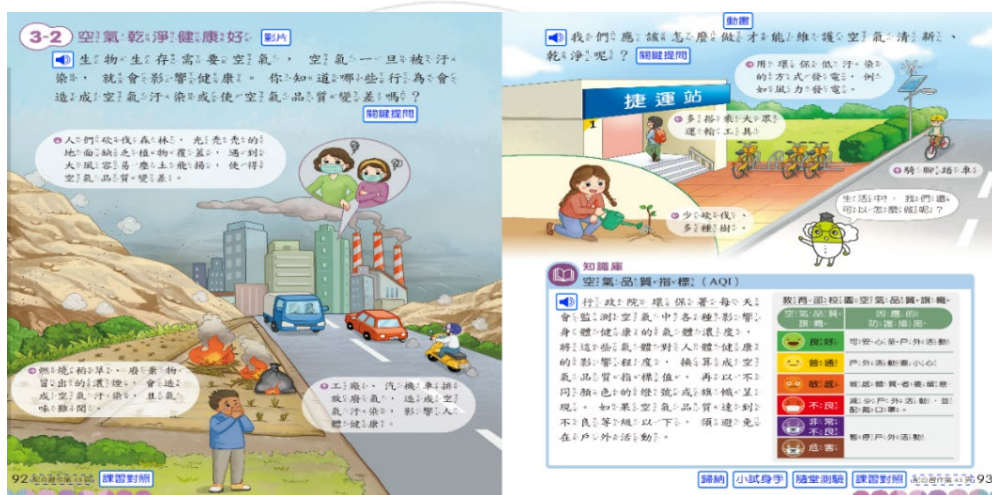 3-2 空氣乾淨健康好 影片
生物生存需要空氣，空氣一旦被汙
染，就會影響健康。你知道哪些行為會
造成空氣汙染或使空氣品質變差嗎？
關鍵提問
人們砍伐森林，光禿禿的
地面缺乏植物覆蓋，遇到
大風容易塵土飛揚，使得
空氣品質變差。
燃燒稻草、廢棄物
冒出的濃煙，會造
成空氣汙染，且氣
味難聞。
工廠、汽機車排
放廢氣，造成空
氣汙染，影響人
體健康。
92 配合習作第43頁 課習對照
動畫
我們應該怎麼做才能維護空氣清新、
乾淨呢？ 關鍵提問
用環保低汙染
的方式發電，例
如風力發電。
捷運站
1
多搭乘大眾
運輸工具
騎腳踏車
少砍伐、
多種樹。
生活中，我們還
可以怎麼做呢？
知識庫
空氣品質指標（AQI）
行政院環保署每天
會監測空氣中各種影響
身體健康的氣體濃度，
將這些氣體對人體健康
的影響程度，換算成空
氣品質指標值，再以不
同顏色的燈號或旗幟呈
現。如果空氣品質達到
不良等級以下，須避免
在戶外活動。
教育部校園空氣品質旗幟
空氣品質旗幟 因應的防護措施
良好 可安心至戶外活動
普通 戶外活動要小心
敏感 敏感體質者要留意
不良 減少戶外活動，並配戴口罩。
非常不良
危害 暫停戶外活動
歸納 小試身手 隨堂測驗 課習對照 93